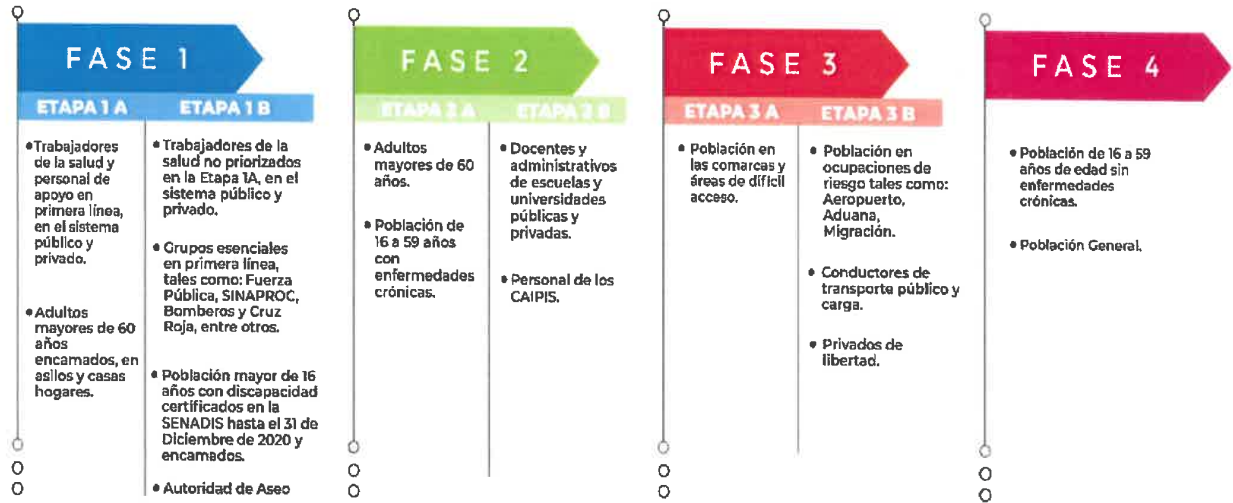 FASE 1
ETAPA 1 A
ETAPA 1 B
• Trabajadores
de la salud y
personal de
apoyo en
primera línea,
en el sistema
público y
privado.
• Adultos
mayores de 60
años
encamados, en
asilos y casas
hogares.
• Trabajadores de la
salud no priorizados
en la Etapa 1A, en el
sistema público y
privado.
• Grupos esenciales
en primera línea,
tales como: Fuerza
Pública, SINAPROC,
Bomberos y Cruz
Roja, entre otros.
• Población mayor de 16
años con discapacidad
certificados en la
SENADIS hasta el 31 de
Diciembre de 2020 y
encamados.
• Autoridad de Aseo
FASE 2
ETAPA 2 A
ETAPA 2 B
• Adultos
mayores de 60
años.
• Población de
16 a 59 años
con
enfermedades
crónicas.
• Docentes y
administrativos
de escuelas y
universidades
públicas y
privadas.
• Personal de los
CAIPIS.
FASE 3
ETAPA 3 A
ETAPA 3 B
• Población en
las comarcas y
áreas de difícil
acceso.
• Población en
ocupaciones de
riesgo tales como:
Aeropuerto,
Aduana,
Migración.
• Conductores de
transporte público y
carga.
• Privados de
libertad.
FASE 4
• Población de 16 a 59
años de edad sin
enfermedades
crónicas.
• Población General.